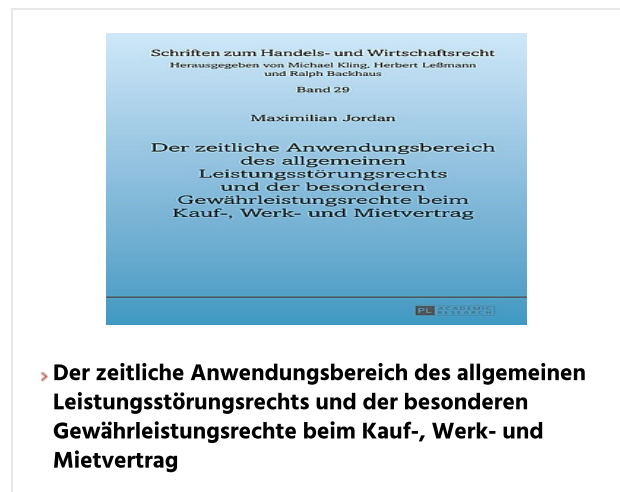 Schriften zum Handels- und Wirtschaftsrecht
Herausgegeben von Michael Kling, Herbert Leßmann
und Ralph Backhaus
Band 29
Maximilian Jordan
Der zeitliche Anwendungsbereich
des allgemeinen
Leistungsstörungsrechts
und der besonderen
Gewährleistungsrechte beim
Kauf-, Werk- und Mietvertrag
PL ACADEMIC
RESEARCH
Der zeitliche Anwendungsbereich des allgemeinen
Leistungsstörungsrechts und der besonderen
Gewährleistungsrechte beim Kauf-, Werk- und
Mietvertrag